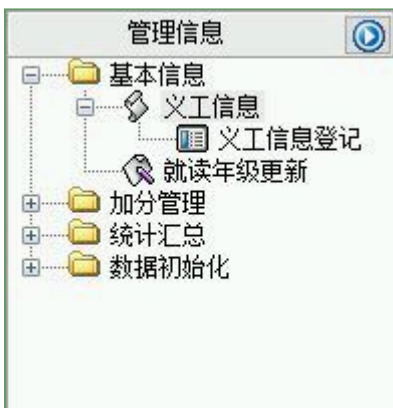 管理信息
基本信息
义工信息
义工信息登记
就读年级更新
加分管理
统计汇总
数据初始化